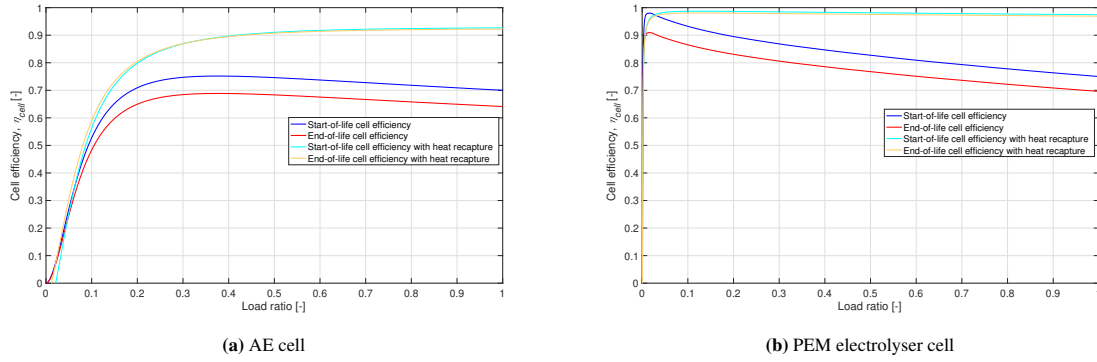 1
0.9
0.8
0.7
0.6
0.5
0.4
0.3
0.2
0.1
0
Cell efficiency, η_cell [-]
0 0.1 0.2 0.3 0.4 0.5 0.6 0.7 0.8 0.9 1
Load ratio [-]
Start-of-life cell efficiency
End-of-life cell efficiency
Start-of-life cell efficiency with heat recapture
End-of-life cell efficiency with heat recapture
(a) AE cell
1
0.9
0.8
0.7
0.6
0.5
0.4
0.3
0.2
0.1
0
Cell efficiency, η_cell [-]
0 0.1 0.2 0.3 0.4 0.5 0.6 0.7 0.8 0.9 1
Load ratio [-]
Start-of-life cell efficiency
End-of-life cell efficiency
Start-of-life cell efficiency with heat recapture
End-of-life cell efficiency with heat recapture
(b) PEM electrolyser cell